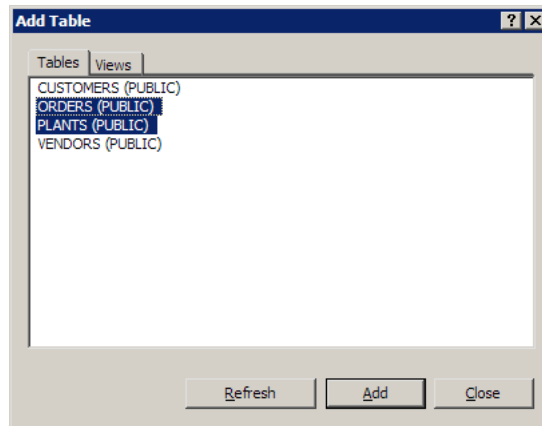 Add Table
Tables Views
CUSTOMERS (PUBLIC)
ORDERS (PUBLIC)
PLANTS (PUBLIC)
VENDORS (PUBLIC)
Refresh Add Close